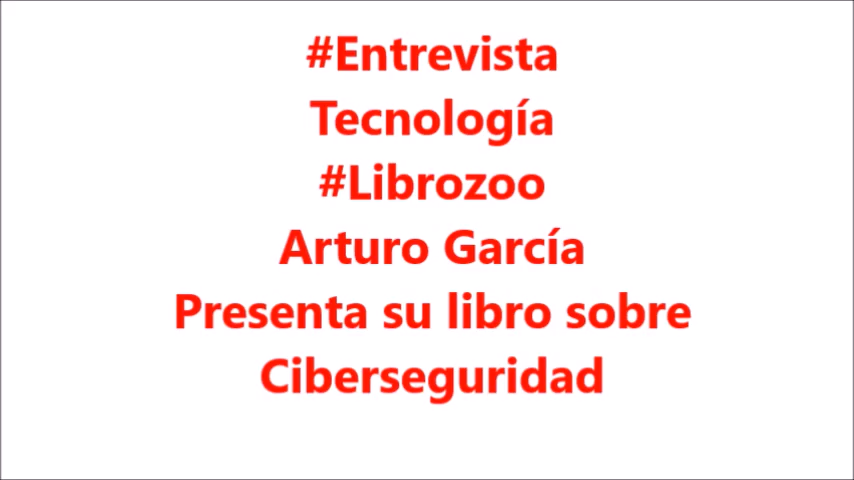 #Entrevista
Tecnología
#Librozoo
Arturo García
Presenta su libro sobre
Ciberseguridad